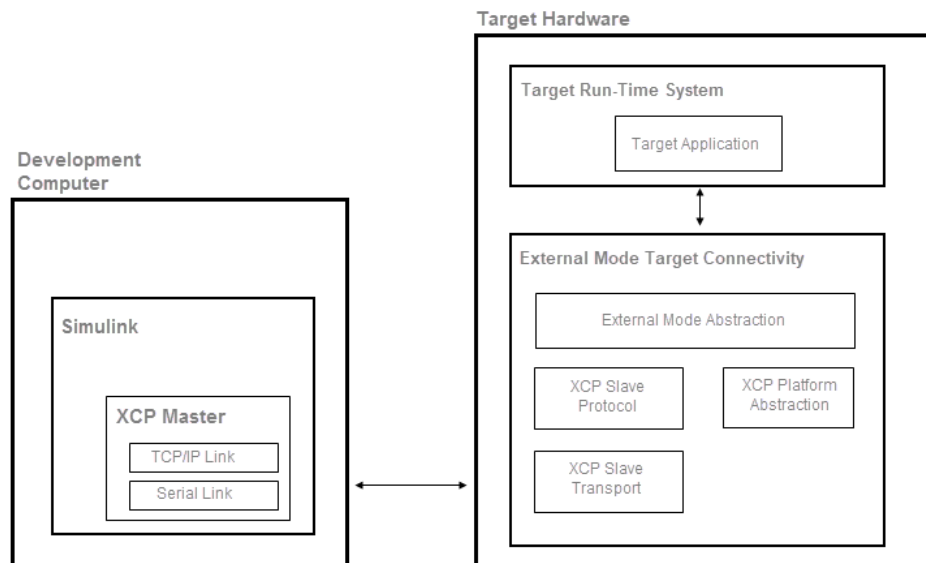 Target Hardware
Target Run-Time System
Target Application
Development
Computer
External Mode Target Connectivity
External Mode Abstraction
Simulink
XCP Slave
Protocol
XCP Platform
Abstraction
XCP Master
TCP/IP Link
Serial Link
XCP Slave
Transport